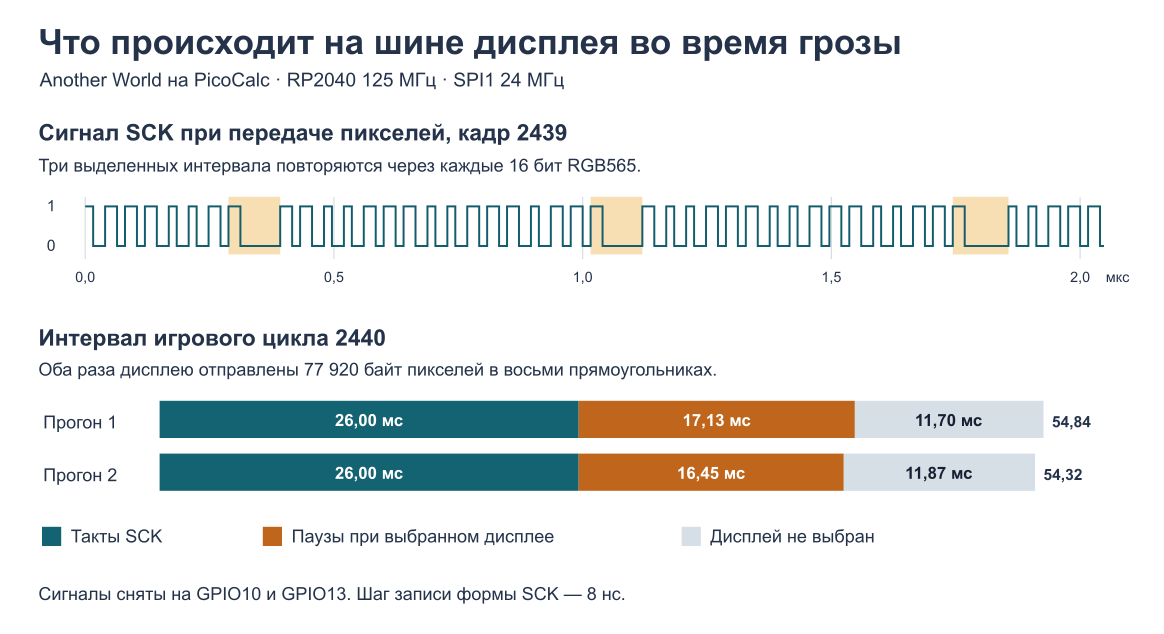 Что происходит на шине дисплея во время грозы
Another World на PicoCalc · RP2040 125 МГц · SPI1 24 МГц
Сигнал SCK при передаче пикселей, кадр 2439
Три выделенных интервала повторяются через каждые 16 бит RGB565.
1
0
0,0 0,5 1,0 1,5 2,0 мкс
Интервал игрового цикла 2440
Оба раза дисплею отправлены 77 920 байт пикселей в восьми прямоугольниках.
Прогон 1 26,00 мс 17,13 мс 11,70 мс 54,84
Прогон 2 26,00 мс 16,45 мс 11,87 мс 54,32
Такты SCK Паузы при выбранном дисплее Дисплей не выбран
Сигналы сняты на GPIO10 и GPIO13. Шаг записи формы SCK — 8 нс.